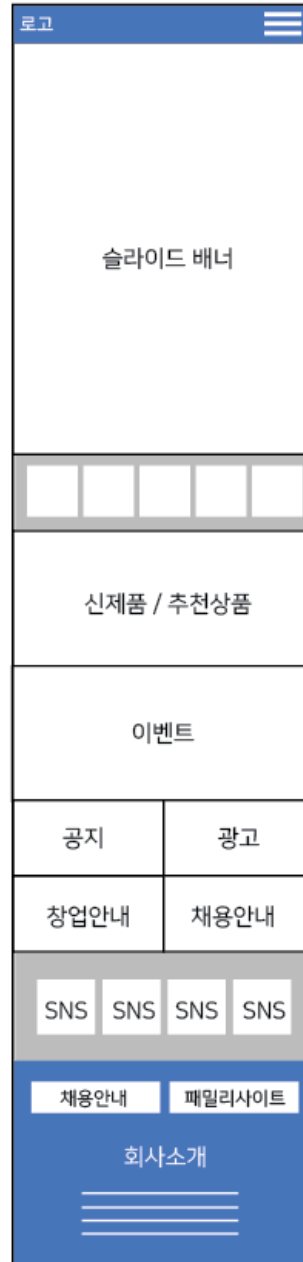 로고
슬라이드 배너
신제품 / 추천상품
이벤트
공지 광고
창업안내 채용안내
SNS SNS SNS SNS
채용안내 패밀리사이트
회사소개